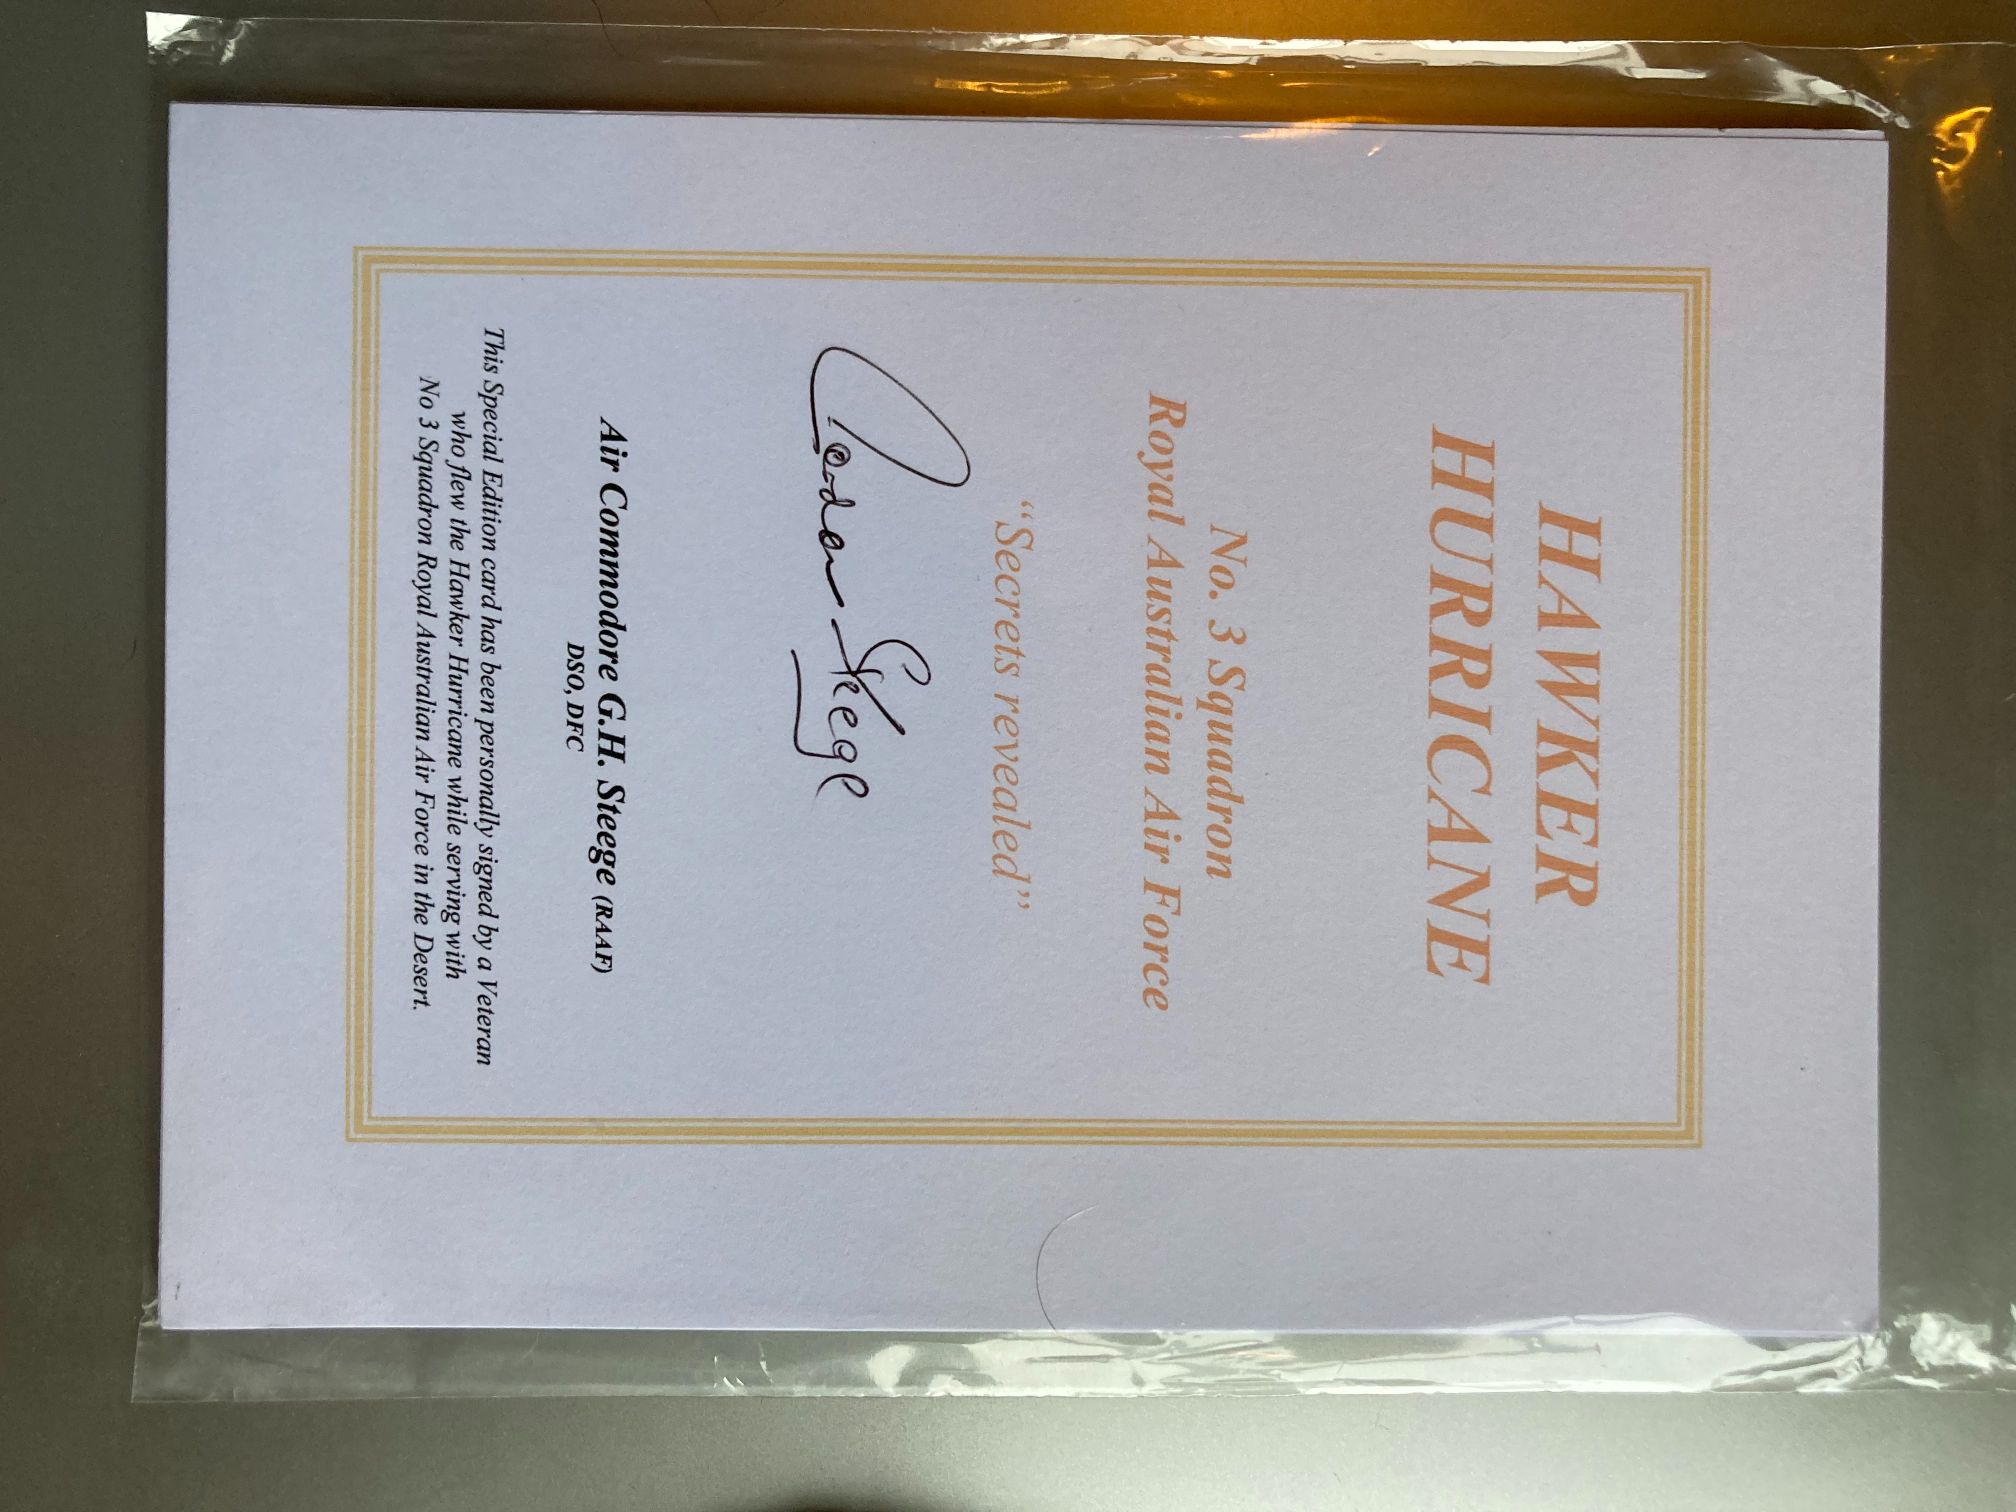 HAWKER
HURRICANE
No. 3 Squadron
Royal Australian Air Force
“Secrets revealed”
Gordon Steege
Air Commodore G.H. Steege (RAAF)
DSO, DFC
This Special Edition card has been personally signed by a Veteran
who flew the Hawker Hurricane while serving with
No 3 Squadron Royal Australian Air Force in the Desert.